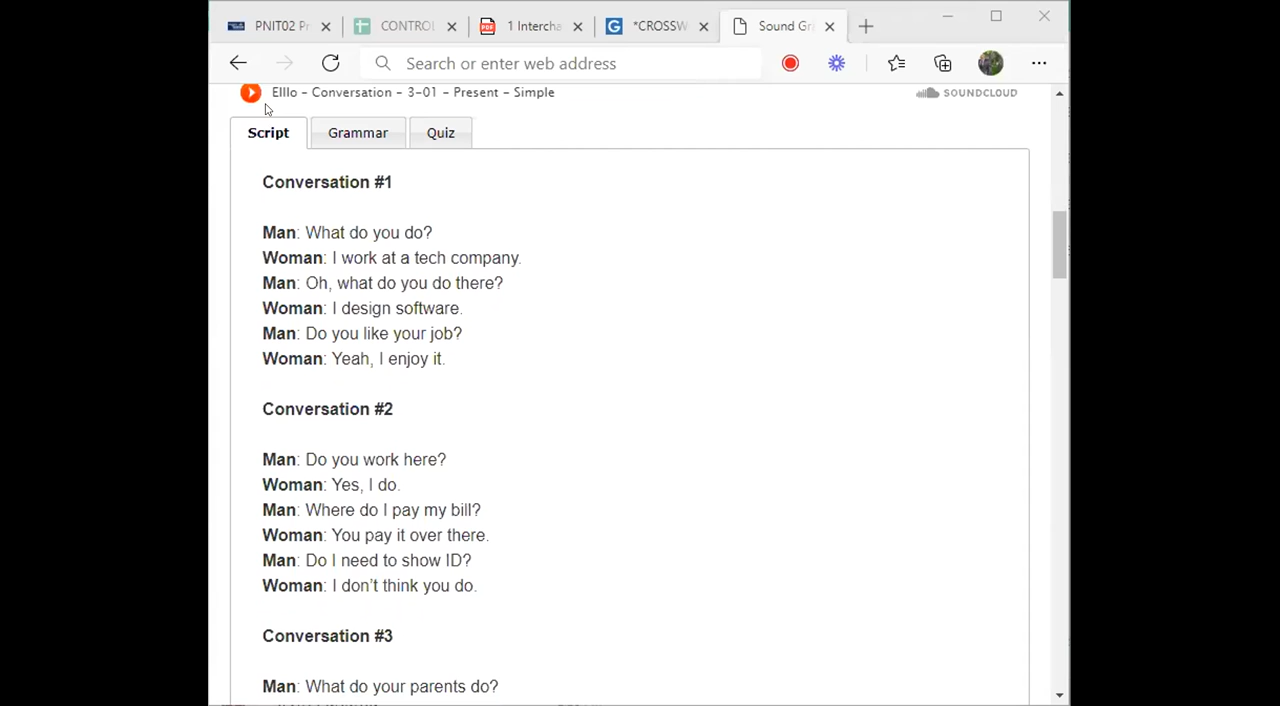 PNIT02 Pr
CONTROL
1 Intercha
*CROSSW
Sound Gr
Search or enter web address
Elllo - Conversation - 3-01 - Present - Simple
SOUNDCLOUD
Script
Grammar
Quiz
Conversation #1
Man: What do you do?
Woman: I work at a tech company.
Man: Oh, what do you do there?
Woman: I design software.
Man: Do you like your job?
Woman: Yeah, I enjoy it.
Conversation #2
Man: Do you work here?
Woman: Yes, I do.
Man: Where do I pay my bill?
Woman: You pay it over there.
Man: Do I need to show ID?
Woman: I don’t think you do.
Conversation #3
Man: What do your parents do?